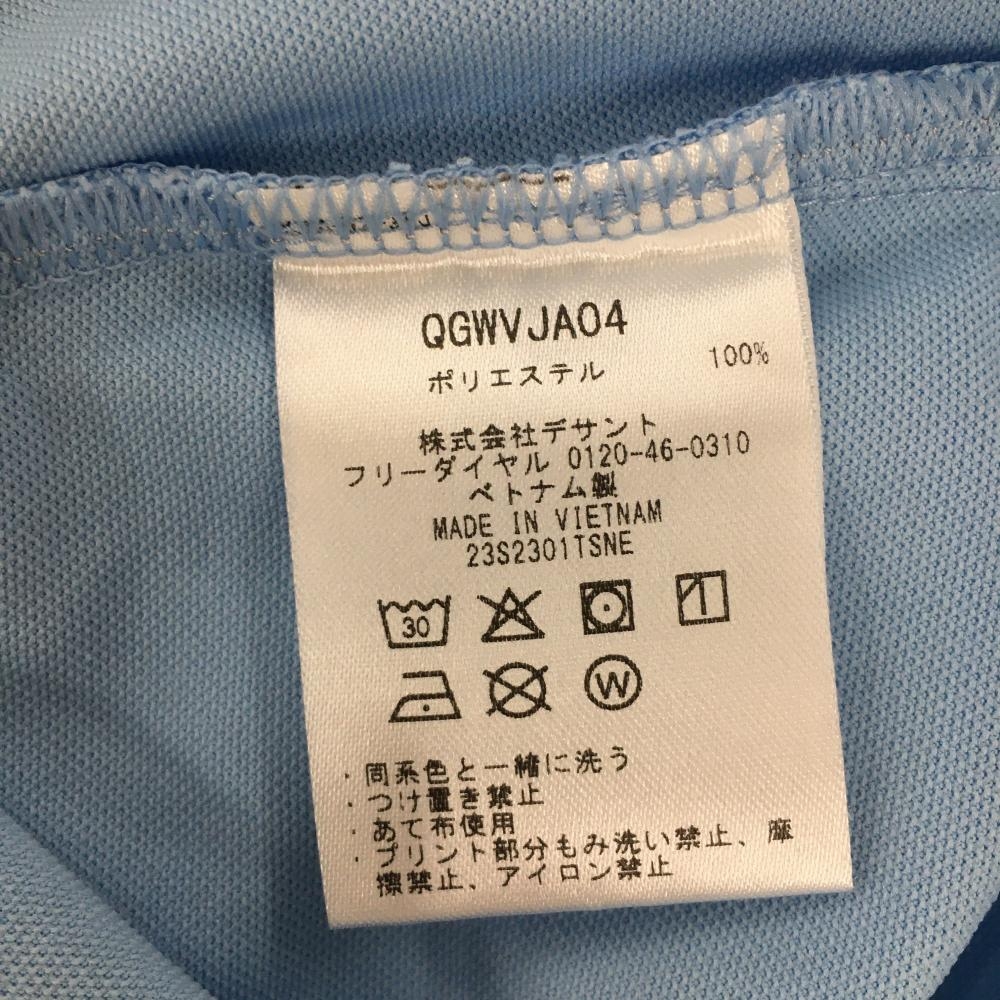 QGWVJA04
ポリエステル 100%
株式会社デサント
フリーダイヤル 0120-46-0310
ベトナム製
MADE IN VIETNAM
23S2301TSNE
30
W
・同系色と一緒に洗う
・つけ置き禁止
・あて布使用
・プリント部分もみ洗い禁止、摩
擦禁止、アイロン禁止